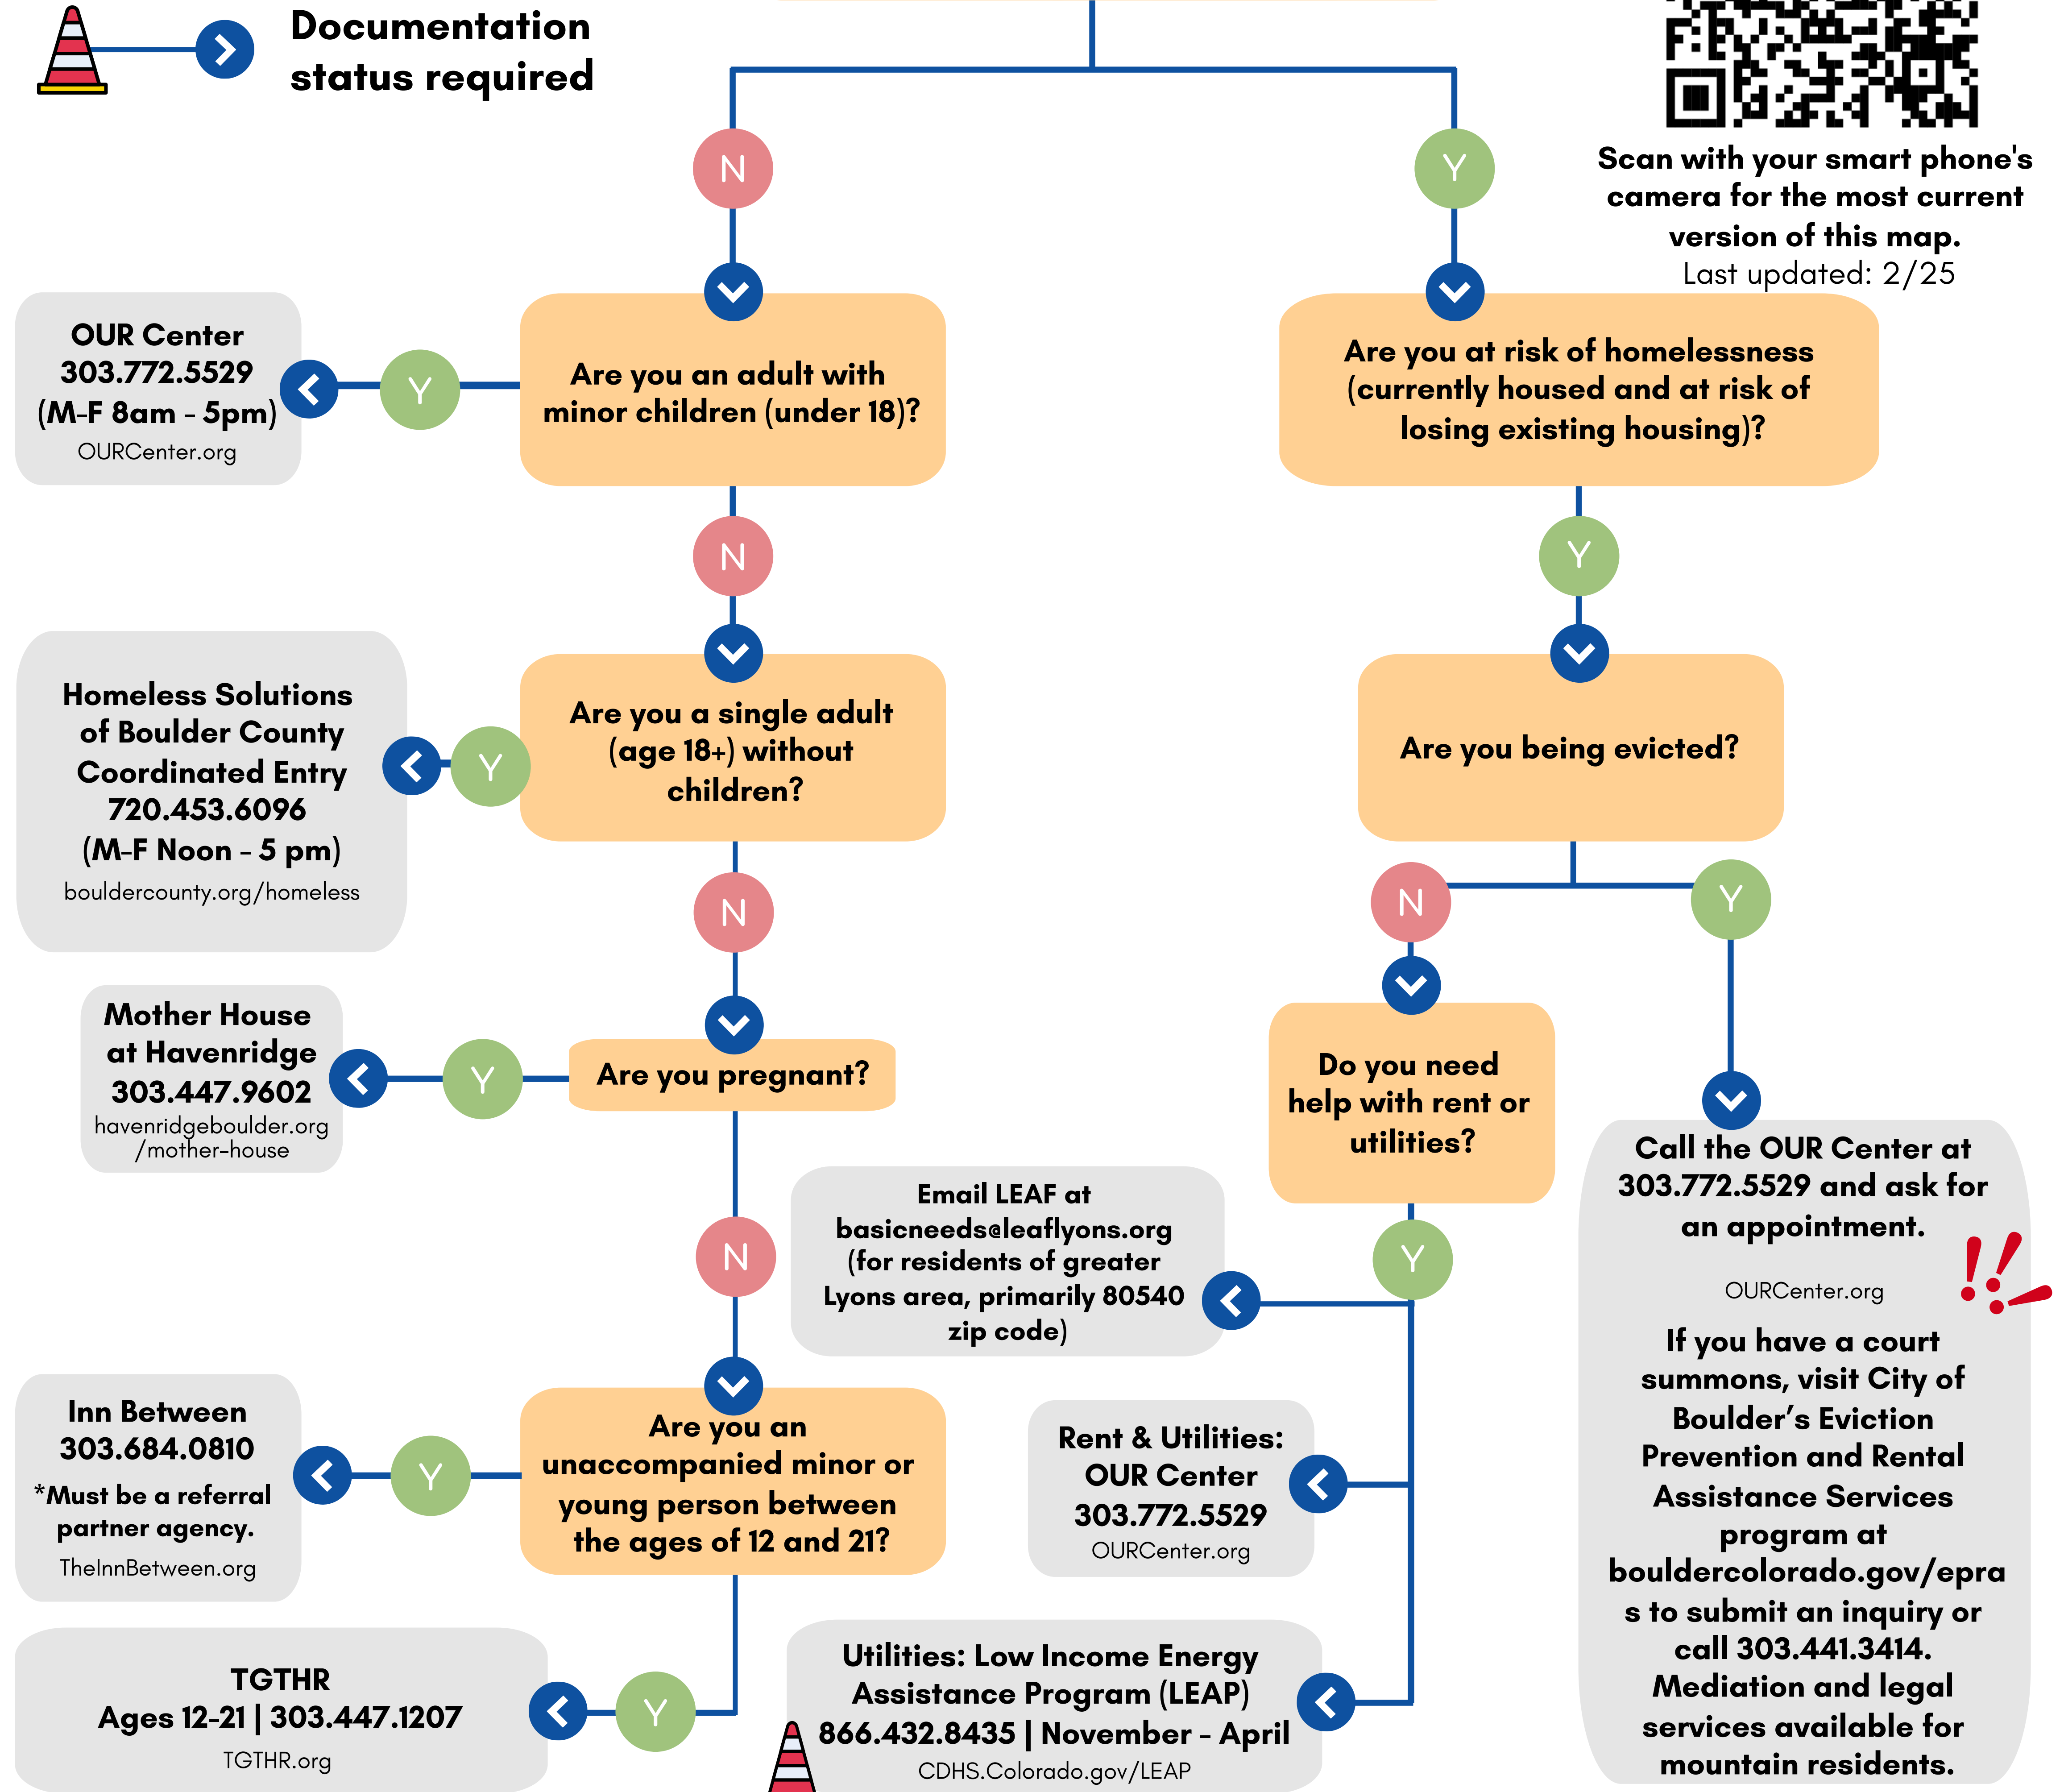 Documentation
status required
Scan with your smart phone's
camera for the most current
version of this map.
Last updated: 2/25
N
Y
OUR Center
303.772.5529
(M-F 8am - 5pm)
OURCenter.org
Y
Are you an adult with
minor children (under 18)?
Are you at risk of homelessness
(currently housed and at risk of
losing existing housing)?
N
Y
Homeless Solutions
of Boulder County
Coordinated Entry
720.453.6096
(M-F Noon - 5 pm)
bouldercounty.org/homeless
Y
Are you a single adult
(age 18+) without
children?
Are you being evicted?
N
N
Y
Mother House
at Havenridge
303.447.9602
havenridgeboulder.org
/mother-house
Y
Are you pregnant?
Do you need
help with rent or
utilities?
N
Y
Email LEAF at
basicneeds@leaflyons.org
(for residents of greater
Lyons area, primarily 80540
zip code)
Call the OUR Center at
303.772.5529 and ask for
an appointment.
OURCenter.org
If you have a court
summons, visit City of
Boulder’s Eviction
Prevention and Rental
Assistance Services
program at
bouldercolorado.gov/epra
s to submit an inquiry or
call 303.441.3414.
Mediation and legal
services available for
mountain residents.
Inn Between
303.684.0810
*Must be a referral
partner agency.
TheInnBetween.org
Y
Are you an
unaccompanied minor or
young person between
the ages of 12 and 21?
Rent & Utilities:
OUR Center
303.772.5529
OURCenter.org
TGTHR
Ages 12-21 | 303.447.1207
TGTHR.org
Y
Utilities: Low Income Energy
Assistance Program (LEAP)
866.432.8435 | November - April
CDHS.Colorado.gov/LEAP